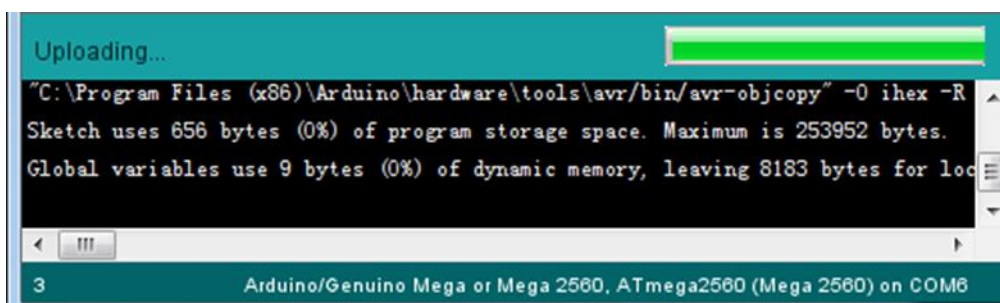 Uploading...
"C:\Program Files (x86)\Arduino\hardware\tools\avr/bin/avr-objcopy" -O ihex -R
Sketch uses 656 bytes (0%) of program storage space. Maximum is 253952 bytes.
Global variables use 9 bytes (0%) of dynamic memory, leaving 8183 bytes for loc
3 Arduino/Genuino Mega or Mega 2560, ATmega2560 (Mega 2560) on COM6